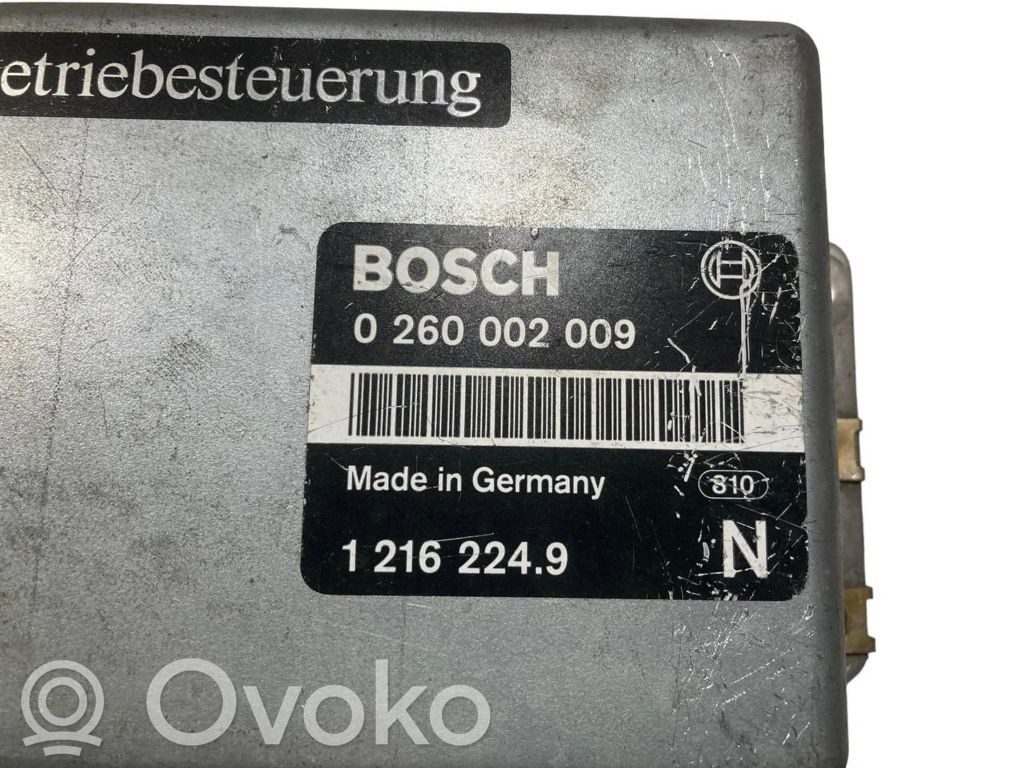 etriebesteuerung
BOSCH
0 260 002 009
Made in Germany
810
1 216 224.9
N
Ovoko